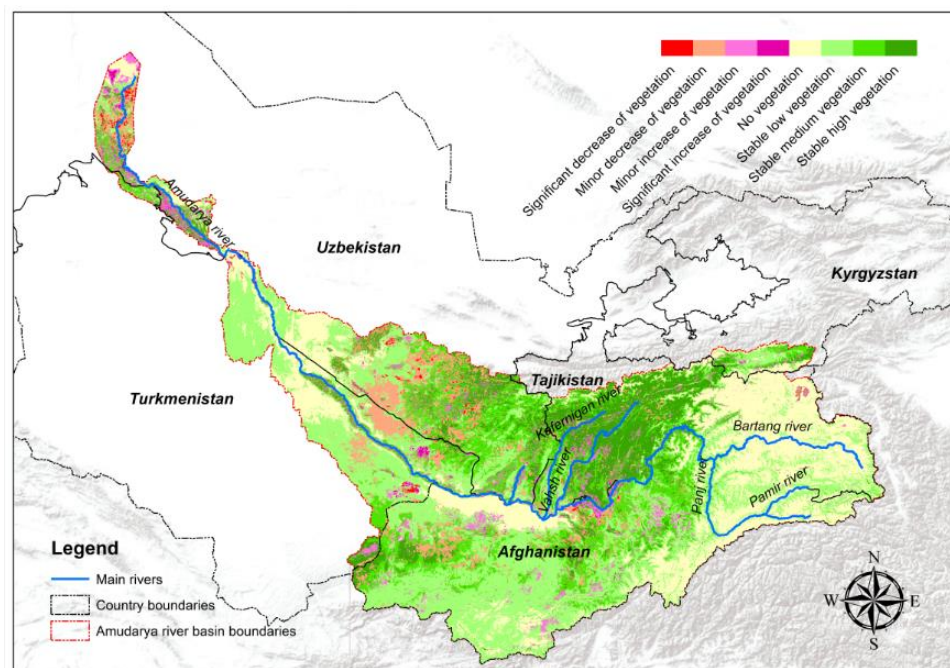 Significant decrease of vegetation
Minor decrease of vegetation
Minor increase of vegetation
Significant increase of vegetation
No vegetation
Stable low vegetation
Stable medium vegetation
Stable high vegetation
Amudarya river
Uzbekistan
Kyrgyzstan
Tajikistan
Turkmenistan
Kafernigan river
Bartang river
Vahsh river
Panj river
Pamir river
Afghanistan
Legend
Main rivers
Country boundaries
Amudarya river basin boundaries
N
W
E
S